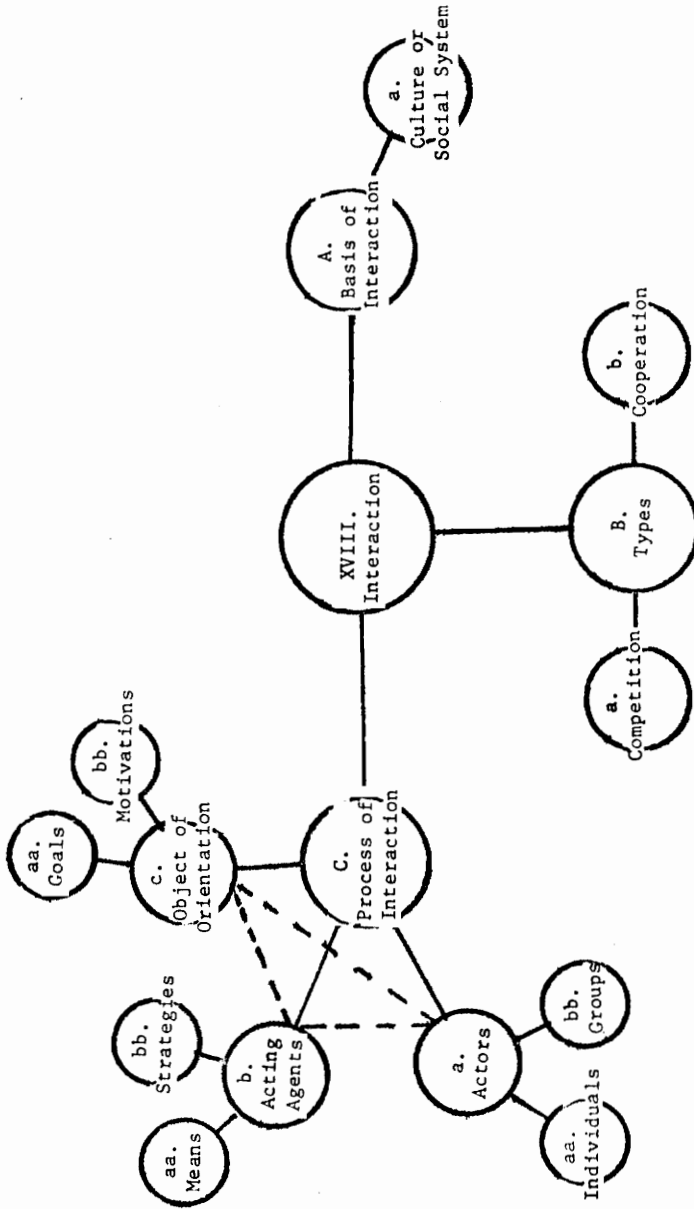 XVIII.
Interaction
A.
Basis of
Interaction
a.
Culture or
Social System
B.
Types
a.
Competition
b.
Cooperation
C.
Process of
Interaction
a.
Actors
aa.
Individuals
bb.
Groups
b.
Acting
Agents
aa.
Means
bb.
Strategies
c.
Object of
Orientation
aa.
Goals
bb.
Motivations